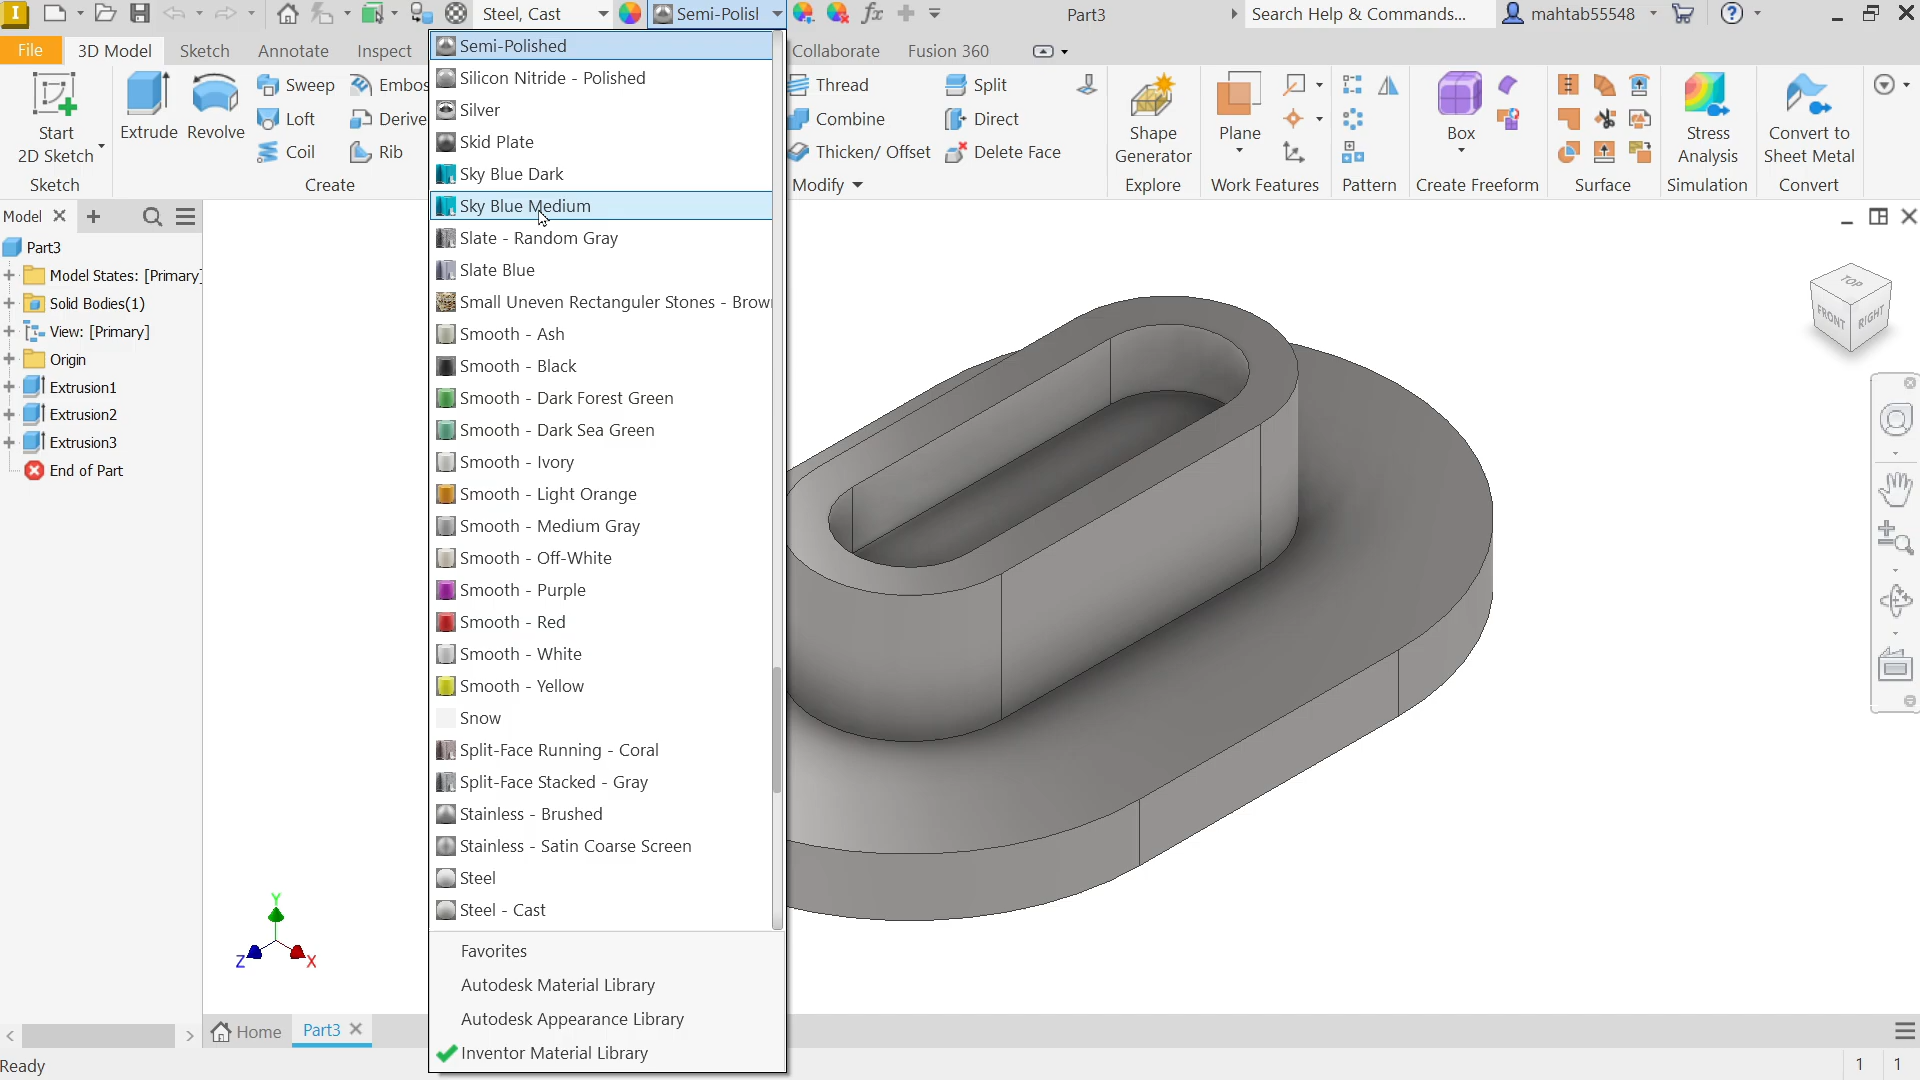 I
Steel, Cast
Semi-Polisl
fx
Part3
Search Help & Commands...
mahtab55548
File
3D Model
Sketch
Annotate
Inspect
Collaborate
Fusion 360
Start
2D Sketch
Sketch
Extrude
Revolve
Sweep
Loft
Coil
Embos
Derive
Rib
Create
Thread
Combine
Thicken/ Offset
Split
Direct
Delete Face
Modify
Shape
Generator
Explore
Plane
Work Features
Pattern
Box
Create Freeform
Surface
Stress
Analysis
Simulation
Convert to
Sheet Metal
Convert
Model
Part3
Model States: [Primary]
Solid Bodies(1)
View: [Primary]
Origin
Extrusion1
Extrusion2
Extrusion3
End of Part
Semi-Polished
Silicon Nitride - Polished
Silver
Skid Plate
Sky Blue Dark
Sky Blue Medium
Slate - Random Gray
Slate Blue
Small Uneven Rectanguler Stones - Brown
Smooth - Ash
Smooth - Black
Smooth - Dark Forest Green
Smooth - Dark Sea Green
Smooth - Ivory
Smooth - Light Orange
Smooth - Medium Gray
Smooth - Off-White
Smooth - Purple
Smooth - Red
Smooth - White
Smooth - Yellow
Snow
Split-Face Running - Coral
Split-Face Stacked - Gray
Stainless - Brushed
Stainless - Satin Coarse Screen
Steel
Steel - Cast
Favorites
Autodesk Material Library
Autodesk Appearance Library
Inventor Material Library
TOP
FRONT
RIGHT
Y
Z
X
Home
Part3
Ready
1
1